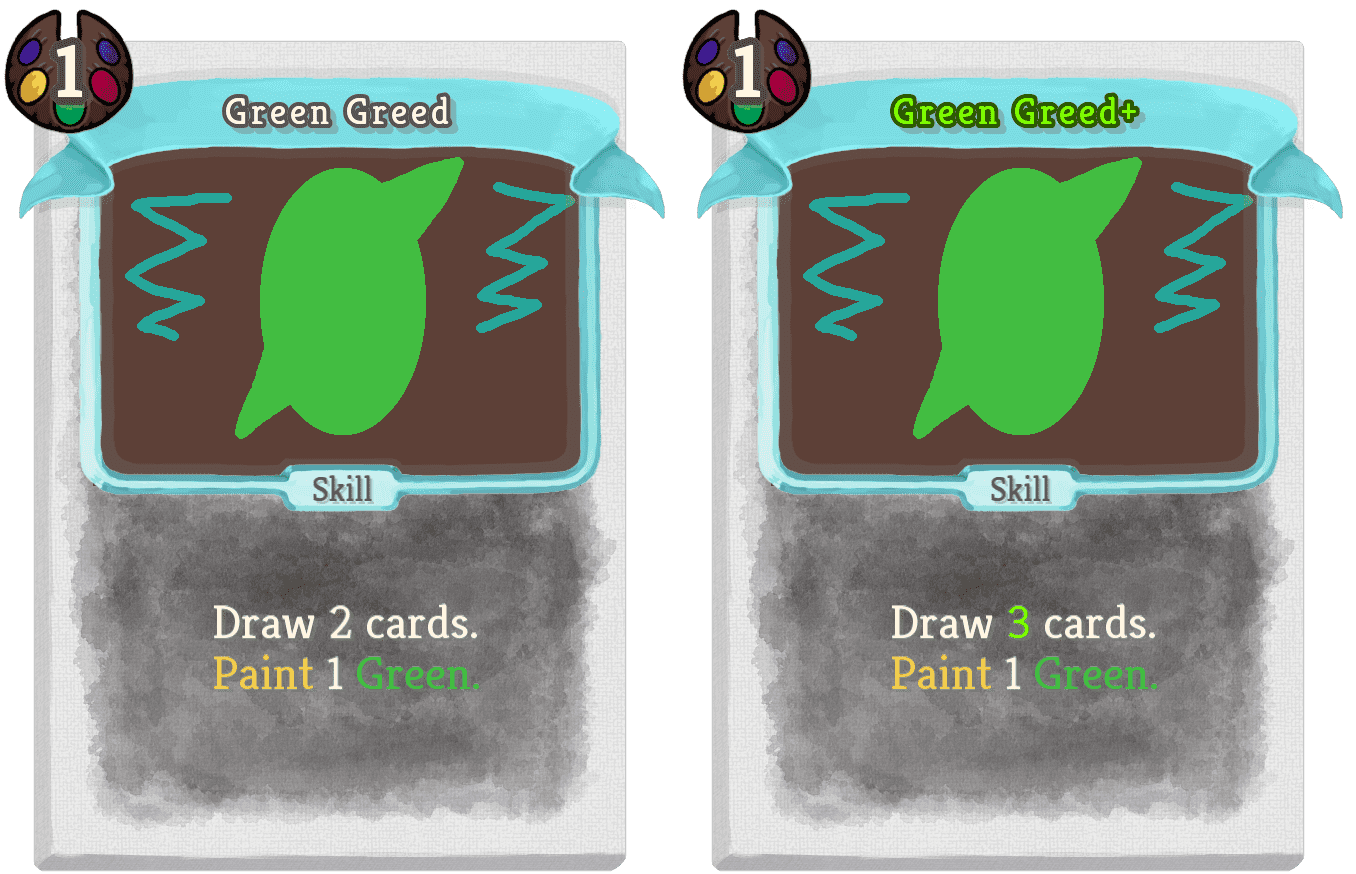 1
Green Greed
Skill
Draw 2 cards.
Paint 1 Green.
1
Green Greed+
Skill
Draw 3 cards.
Paint 1 Green.